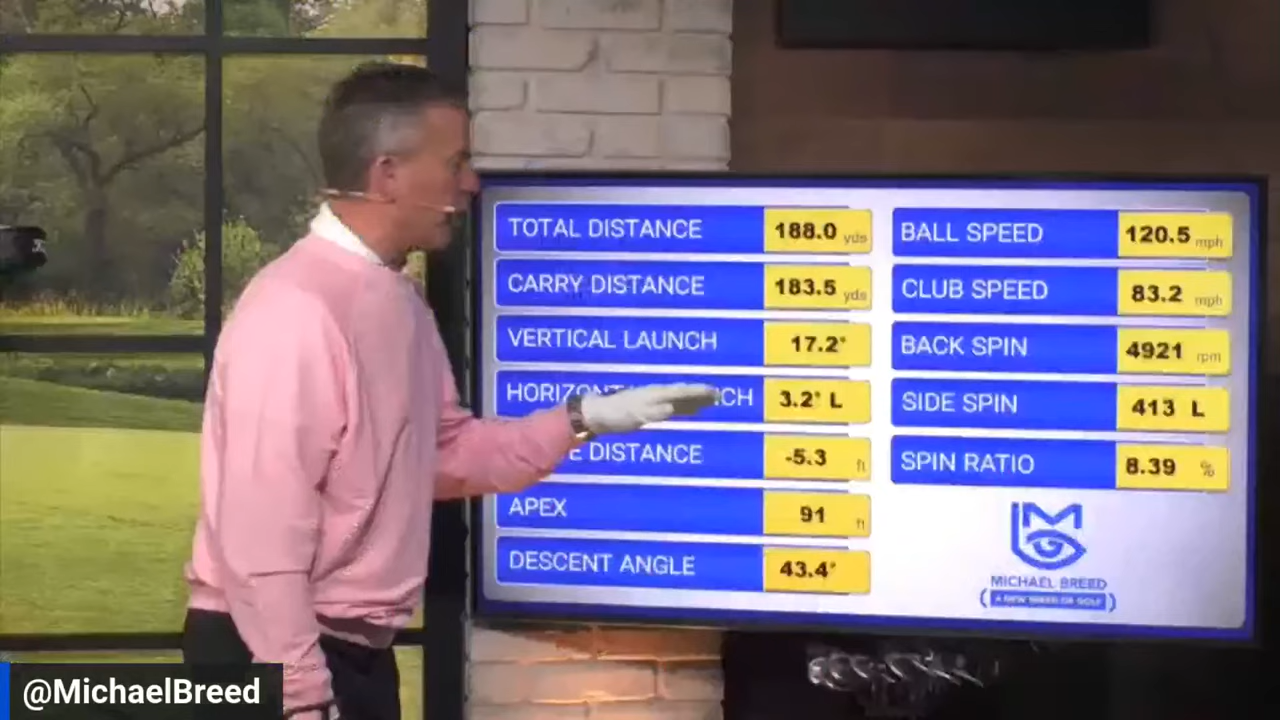 TOTAL DISTANCE 188.0 yds
CARRY DISTANCE 183.5 yds
VERTICAL LAUNCH 17.2°
HORIZONT CH 3.2° L
E DISTANCE -5.3 ft
APEX 91 ft
DESCENT ANGLE 43.4°
BALL SPEED 120.5 mph
CLUB SPEED 83.2 mph
BACK SPIN 4921 rpm
SIDE SPIN 413 L
SPIN RATIO 8.39 %
MICHAEL BREED
A NEW BREED OF GOLF
@MichaelBreed